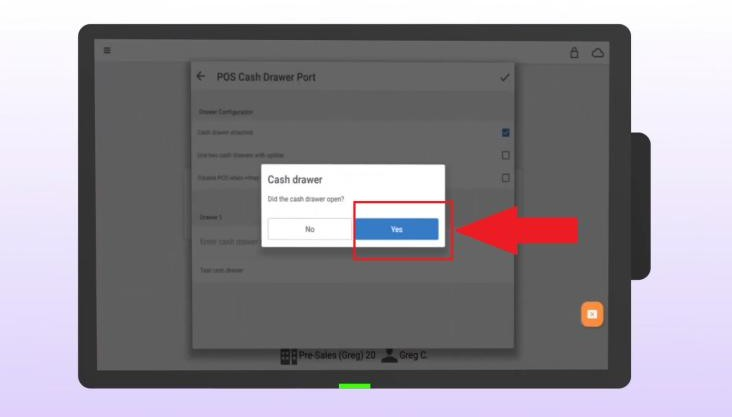 POS Cash Drawer Port
Drawer Configuration
Cash drawer attached
Use two cash drawers with splitter
Disable POS when
Cash drawer
Did the cash drawer open?
No
Yes
Drawer 1
Enter cash drawer
Test cash drawer
Pre-Sales (Greg) 20
Greg C.